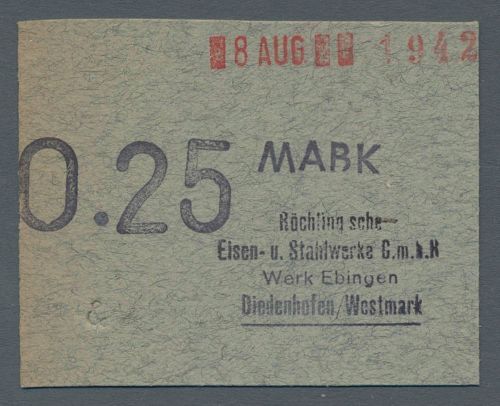 8 AUG 1942
0.25 MARK
Röchling sche
Eisen- u. Stahlwerke G.m.b.H
Werk Ebingen
Diedenhofen/Westmark